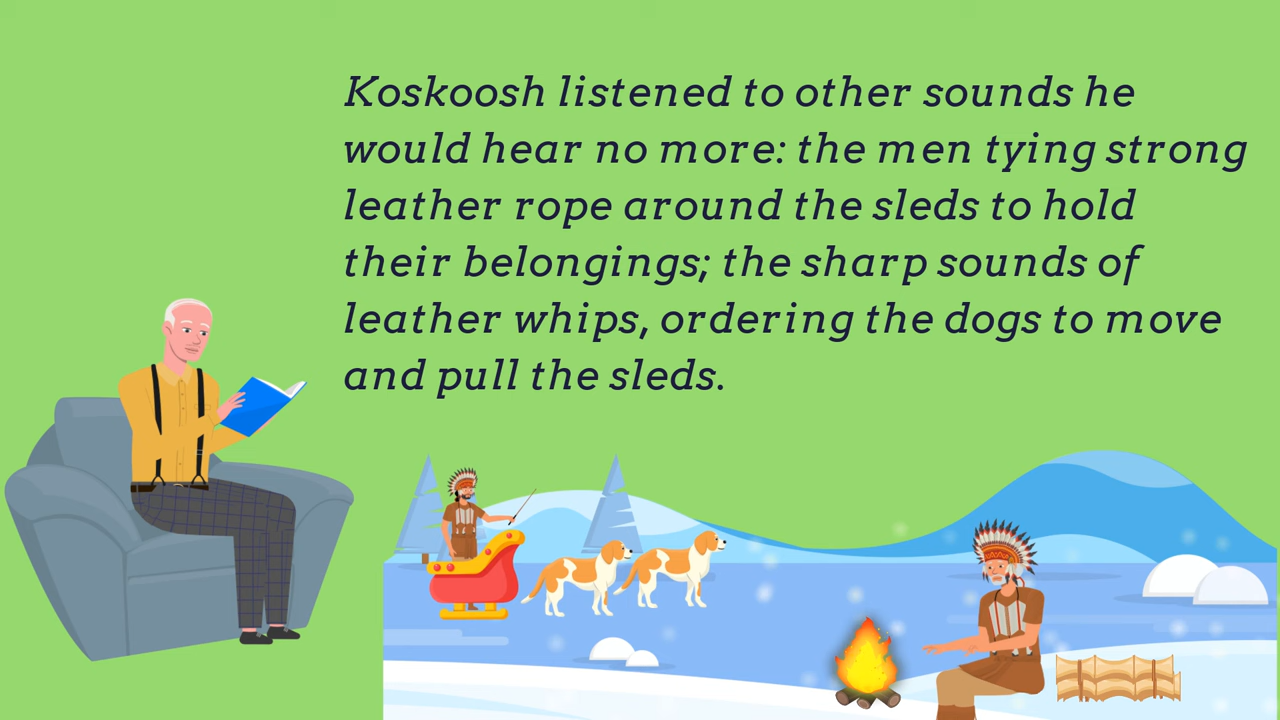 Koskoosh listened to other sounds he
would hear no more: the men tying strong
leather rope around the sleds to hold
their belongings; the sharp sounds of
leather whips, ordering the dogs to move
and pull the sleds.